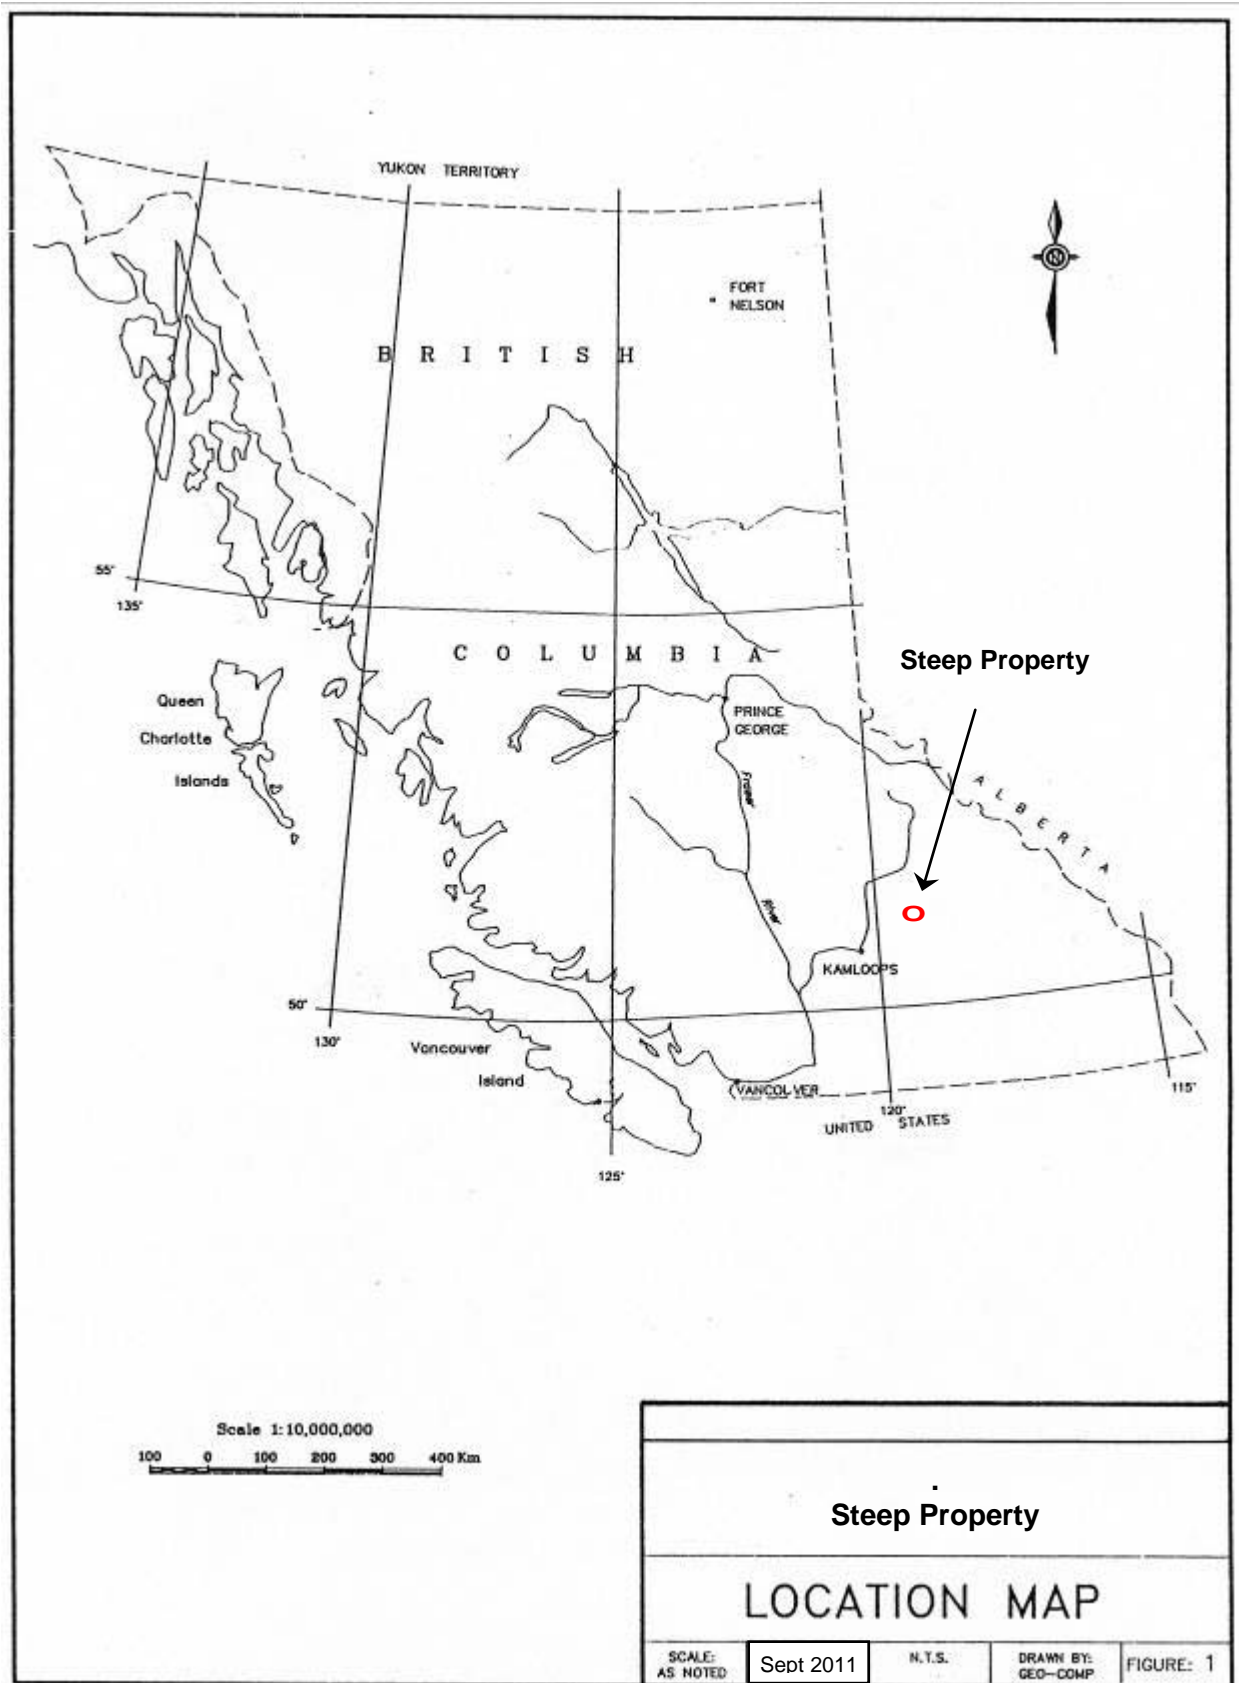 YUKON TERRITORY
N
FORT
NELSON
B R I T I S H
55°
135°
C O L U M B I A
Steep Property
Queen
Charlotte
Islands
PRINCE
GEORGE
Fraser
River
A L B E R T A
KAMLOOPS
50°
130°
Vancouver
Island
VANCOUVER
115°
120°
UNITED STATES
125°
Scale 1:10,000,000
100 0 100 200 300 400 Km
Steep Property
LOCATION MAP
SCALE:
AS NOTED
Sept 2011
N.T.S.
DRAWN BY:
GEO-COMP
FIGURE: 1